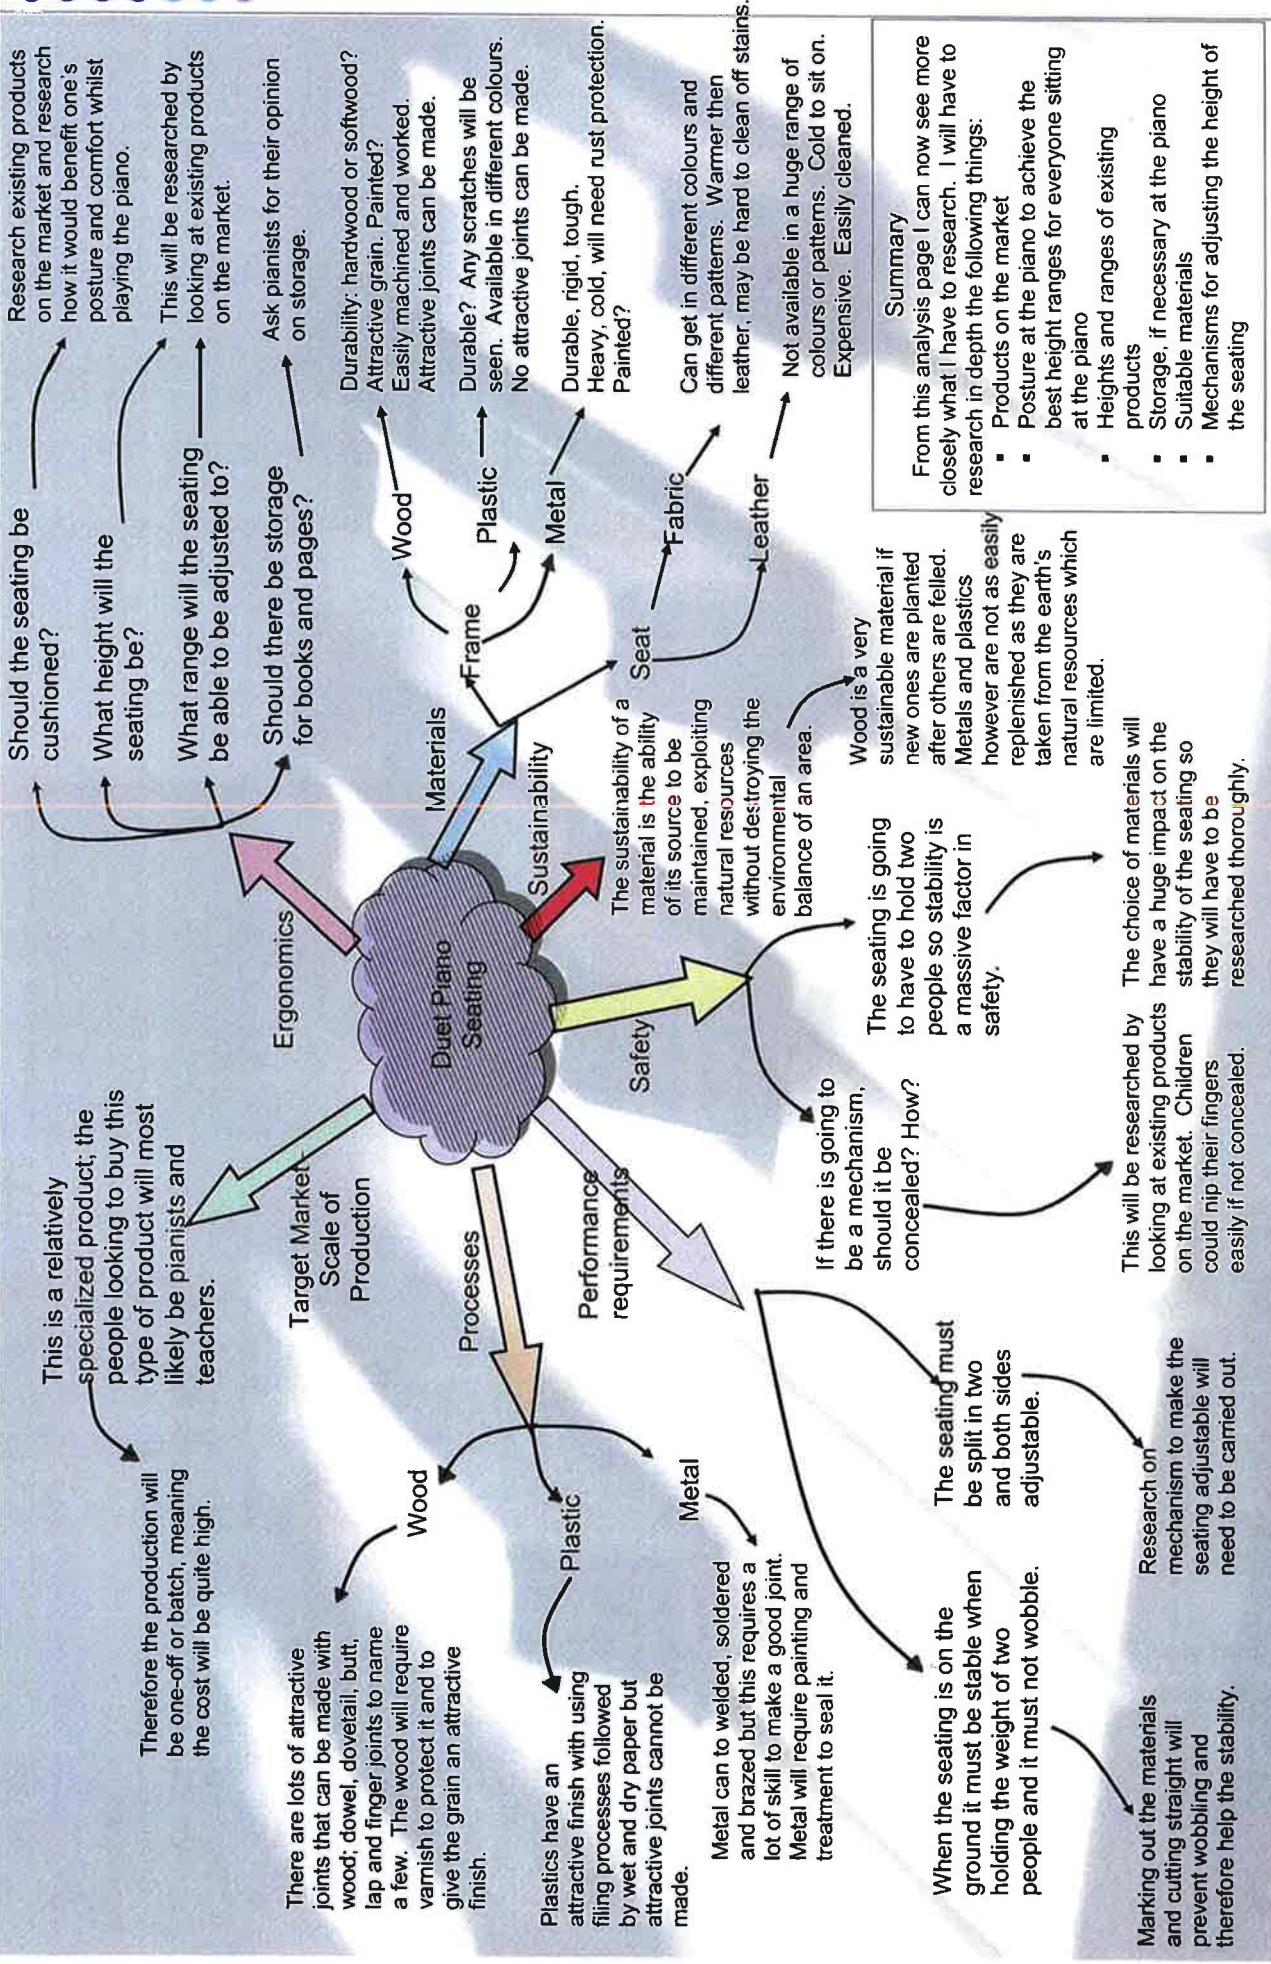 Duet Piano
Seating
Ergonomics
Should the seating be
cushioned?
Research existing products
on the market and research
how it would benefit one's
posture and comfort whilst
playing the piano.
What height will the
seating be?
This will be researched by
looking at existing products
on the market.
What range will the seating
be able to be adjusted to?
Should there be storage
for books and pages?
Ask pianists for their opinion
on storage.
Materials
Frame
Wood
Durability: hardwood or softwood?
Attractive grain. Painted?
Easily machined and worked.
Attractive joints can be made.
Plastic
Durable? Any scratches will be
seen. Available in different colours.
No attractive joints can be made.
Metal
Durable, rigid, tough.
Heavy, cold, will need rust protection.
Painted?
Seat
Fabric
Can get in different colours and
different patterns. Warmer then
leather, may be hard to clean off stains.
Leather
Not available in a huge range of
colours or patterns. Cold to sit on.
Expensive. Easily cleaned.
Sustainability
The sustainability of a
material is the ability
of its source to be
maintained, exploiting
natural resources
without destroying the
environmental
balance of an area.
Wood is a very
sustainable material if
new ones are planted
after others are felled.
Metals and plastics
however are not as easily
replenished as they are
taken from the earth's
natural resources which
are limited.
Safety
The seating is going
to have to hold two
people so stability is
a massive factor in
safety.
The choice of materials will
have a huge impact on the
stability of the seating so
they will have to be
researched thoroughly.
If there is going to
be a mechanism,
should it be
concealed? How?
This will be researched by
looking at existing products
on the market. Children
could nip their fingers
easily if not concealed.
Performance
requirements
The seating must
be split in two
and both sides
adjustable.
Research on
mechanism to make the
seating adjustable will
need to be carried out.
When the seating is on the
ground it must be stable when
holding the weight of two
people and it must not wobble.
Marking out the materials
and cutting straight will
prevent wobbling and
therefore help the stability.
Processes
Wood
There are lots of attractive
joints that can be made with
wood; dowel, dovetail, butt,
lap and finger joints to name
a few. The wood will require
varnish to protect it and to
give the grain an attractive
finish.
Plastic
Plastics have an
attractive finish with using
filing processes followed
by wet and dry paper but
attractive joints cannot be
made.
Metal
Metal can to welded, soldered
and brazed but this requires a
lot of skill to make a good joint.
Metal will require painting and
treatment to seal it.
Target Market
Scale of
Production
This is a relatively
specialized product; the
people looking to buy this
type of product will most
likely be pianists and
teachers.
Therefore the production will
be one-off or batch, meaning
the cost will be quite high.
Summary
From this analysis page I can now see more
closely what I have to research. I will have to
research in depth the following things:
▪ Products on the market
▪ Posture at the piano to achieve the
best height ranges for everyone sitting
at the piano
▪ Heights and ranges of existing
products
▪ Storage, if necessary at the piano
▪ Suitable materials
▪ Mechanisms for adjusting the height of
the seating